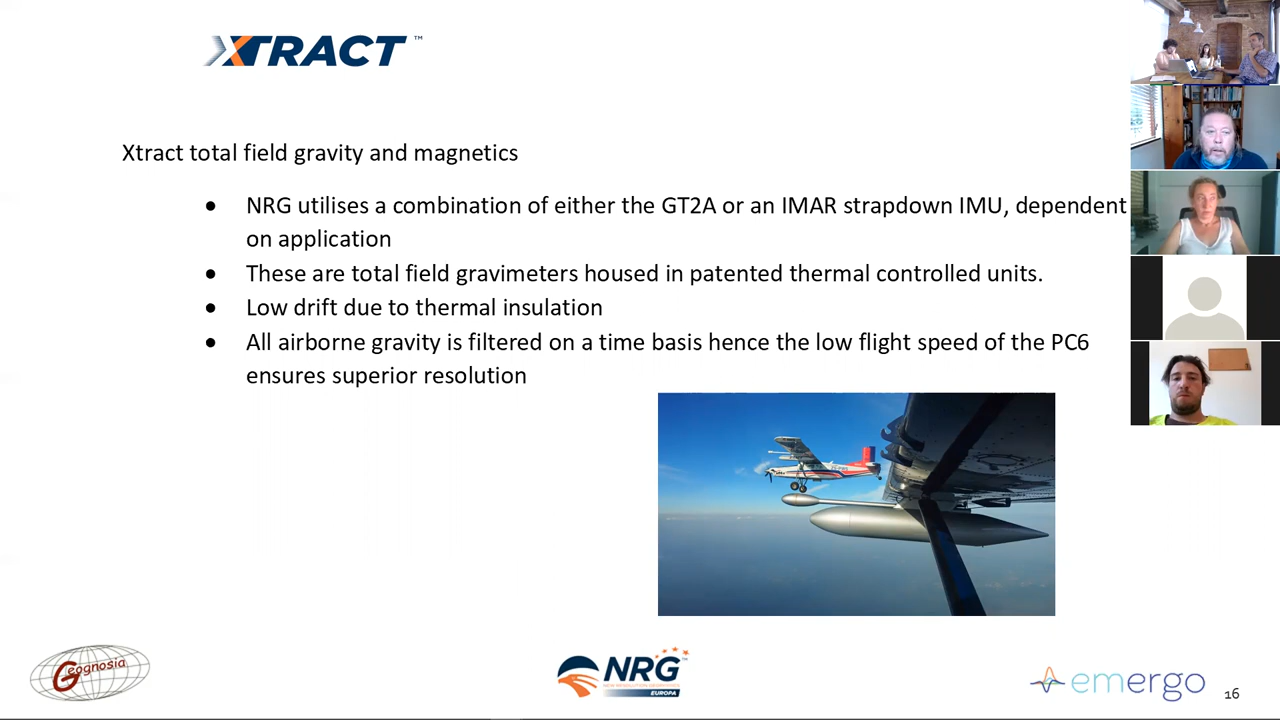 XTRACT™
Xtract total field gravity and magnetics
● NRG utilises a combination of either the GT2A or an IMAR strapdown IMU, dependent
on application
● These are total field gravimeters housed in patented thermal controlled units.
● Low drift due to thermal insulation
● All airborne gravity is filtered on a time basis hence the low flight speed of the PC6
ensures superior resolution
Geognosia
NRG™
EUROPA
emergo
16